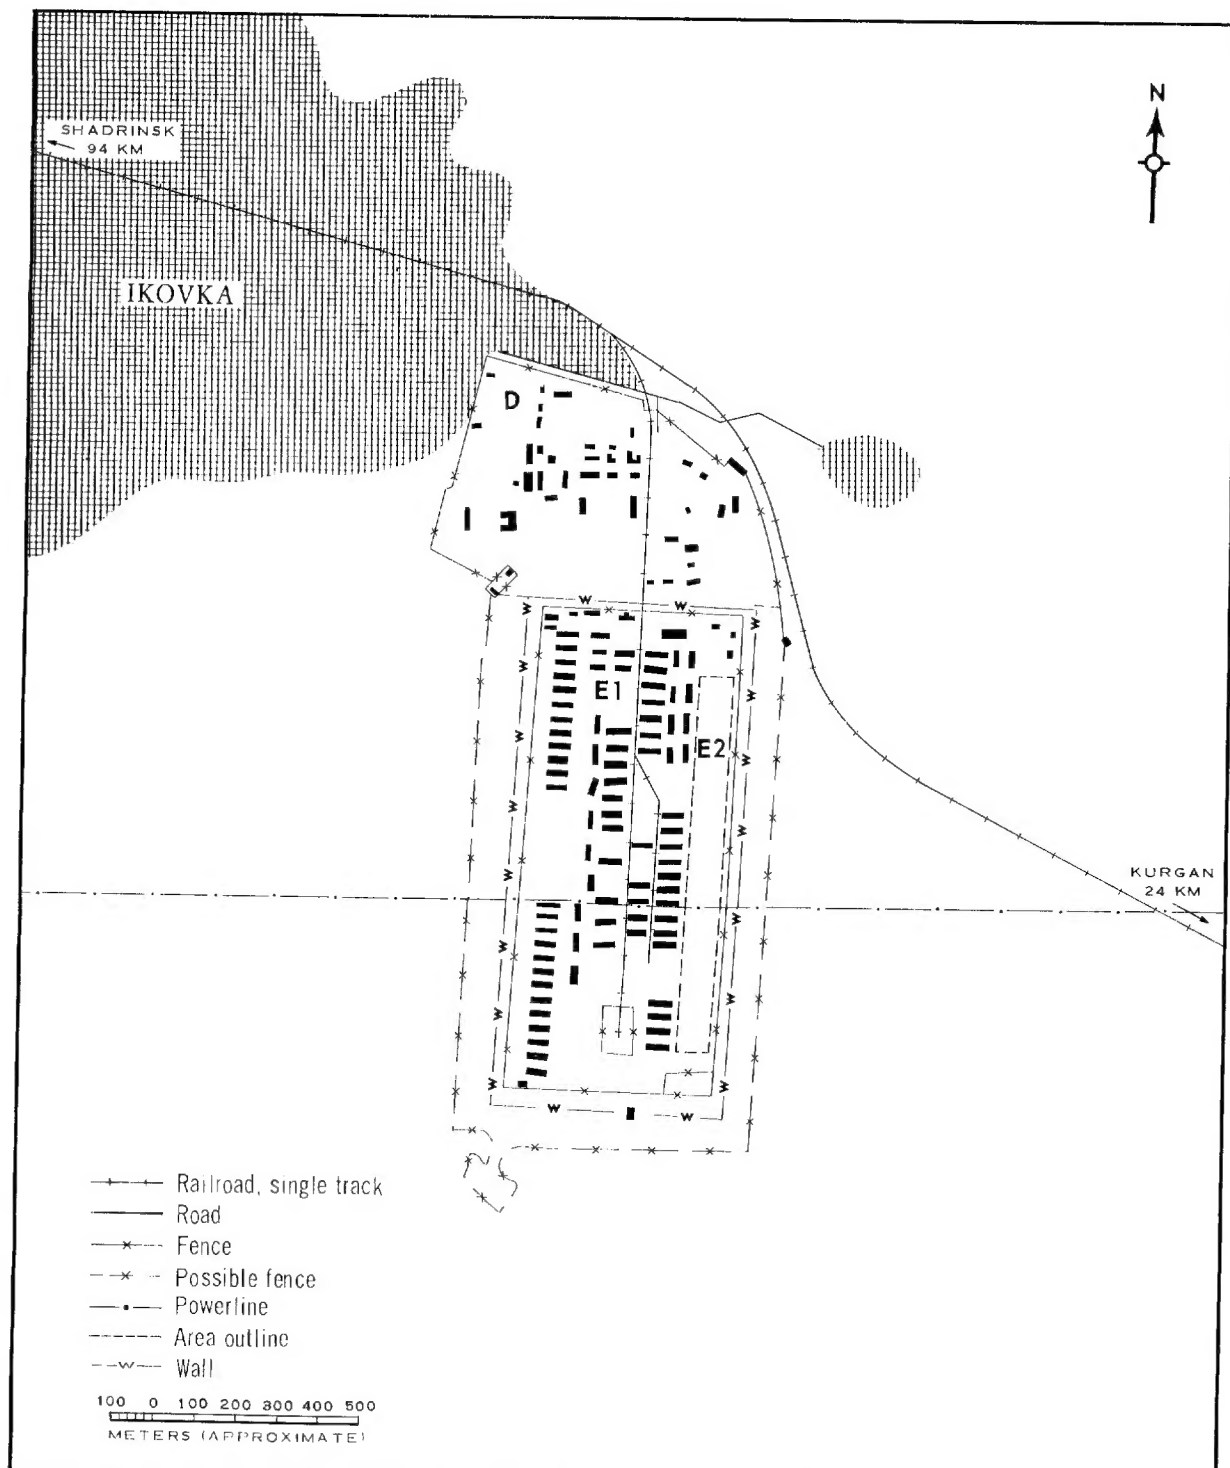 N
SHADRINSK
94 KM
IKOVKA
D
W W
W W
W
E1
W
E2
W W
W W
W
KURGAN
24 KM
W
W
W W
W W
W W
W W
Railroad, single track
Road
Fence
Possible fence
Powerline
Area outline
Wall
100 0 100 200 300 400 500
METERS (APPROXIMATE)